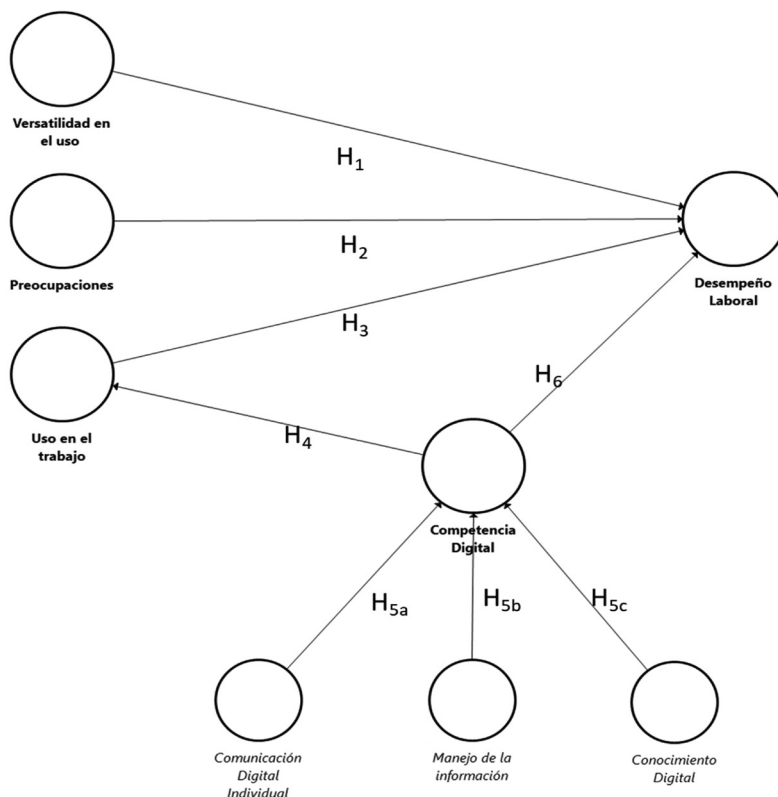 Versatilidad en
el uso
H1
Preocupaciones
H2
Desempeño
Laboral
H3
Uso en el
trabajo
H4
H6
Competencia
Digital
H5a
H5b
H5c
Comunicación
Digital
Individual
Manejo de la
información
Conocimiento
Digital